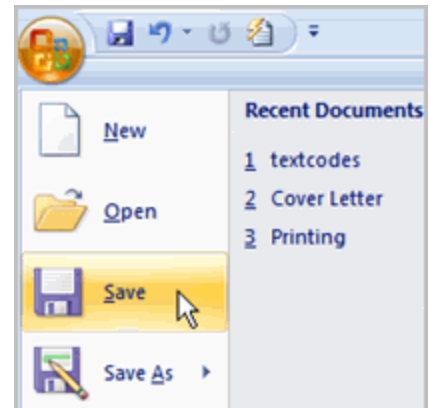 New
Open
Save
Save As
Recent Documents
1 textcodes
2 Cover Letter
3 Printing